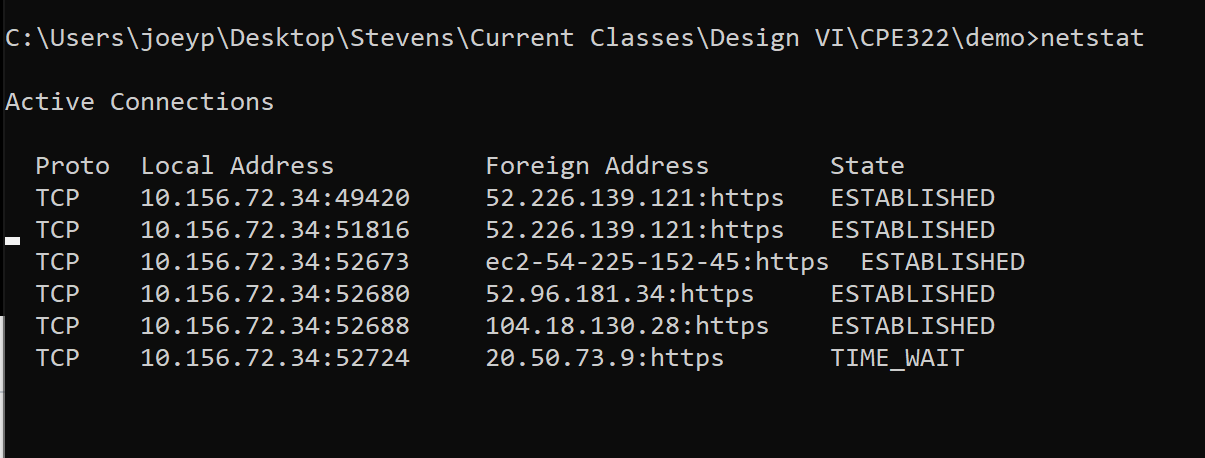 C:\Users\joeyp\Desktop\Stevens\Current Classes\Design VI\CPE322\demo>netstat
Active Connections
Proto  Local Address          Foreign Address        State
TCP    10.156.72.34:49420     52.226.139.121:https   ESTABLISHED
TCP    10.156.72.34:51816     52.226.139.121:https   ESTABLISHED
TCP    10.156.72.34:52673     ec2-54-225-152-45:https  ESTABLISHED
TCP    10.156.72.34:52680     52.96.181.34:https     ESTABLISHED
TCP    10.156.72.34:52688     104.18.130.28:https    ESTABLISHED
TCP    10.156.72.34:52724     20.50.73.9:https       TIME_WAIT